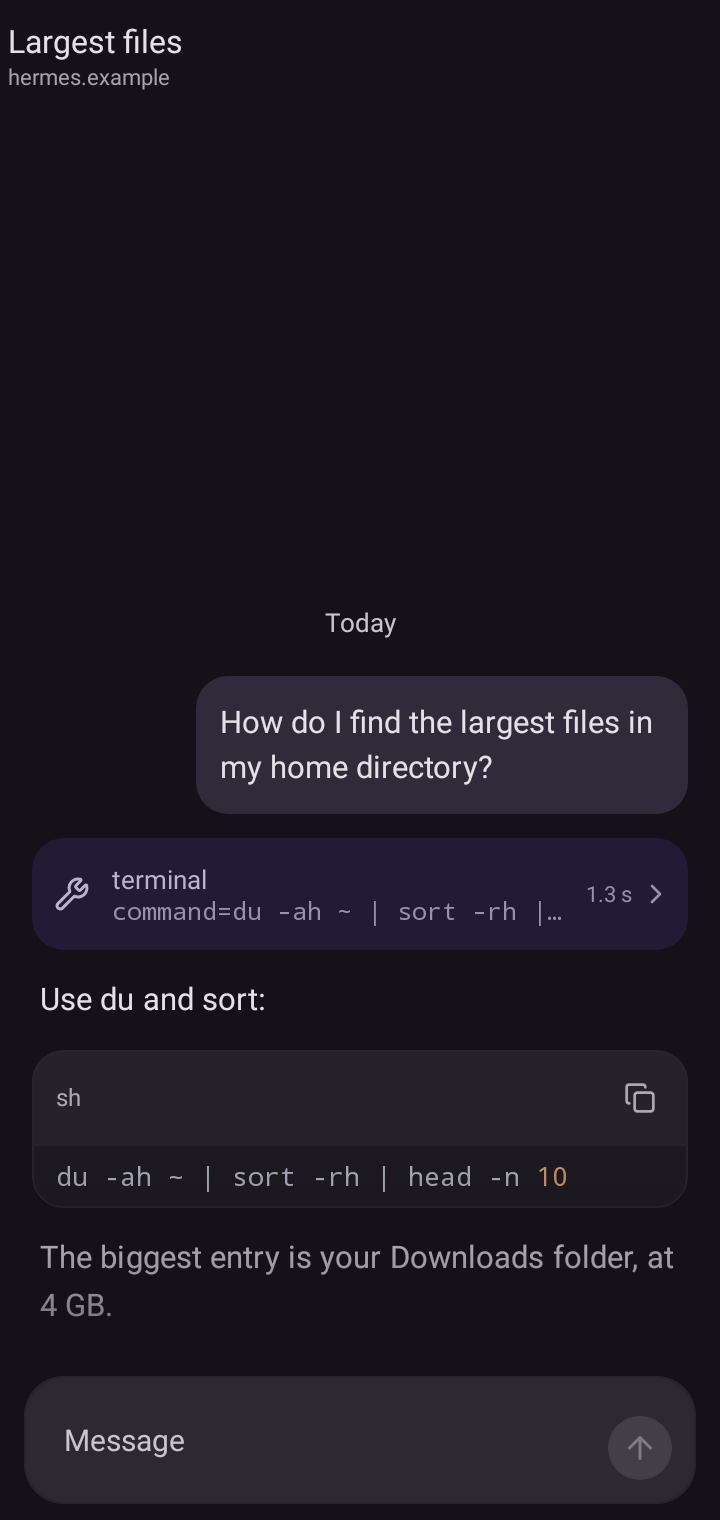 Largest files
hermes.example
Today
How do I find the largest files in
my home directory?
terminal
command=du -ah ~ | sort -rh |…
1.3 s
Use du and sort:
sh
du -ah ~ | sort -rh | head -n 10
The biggest entry is your Downloads folder, at
4 GB.
Message